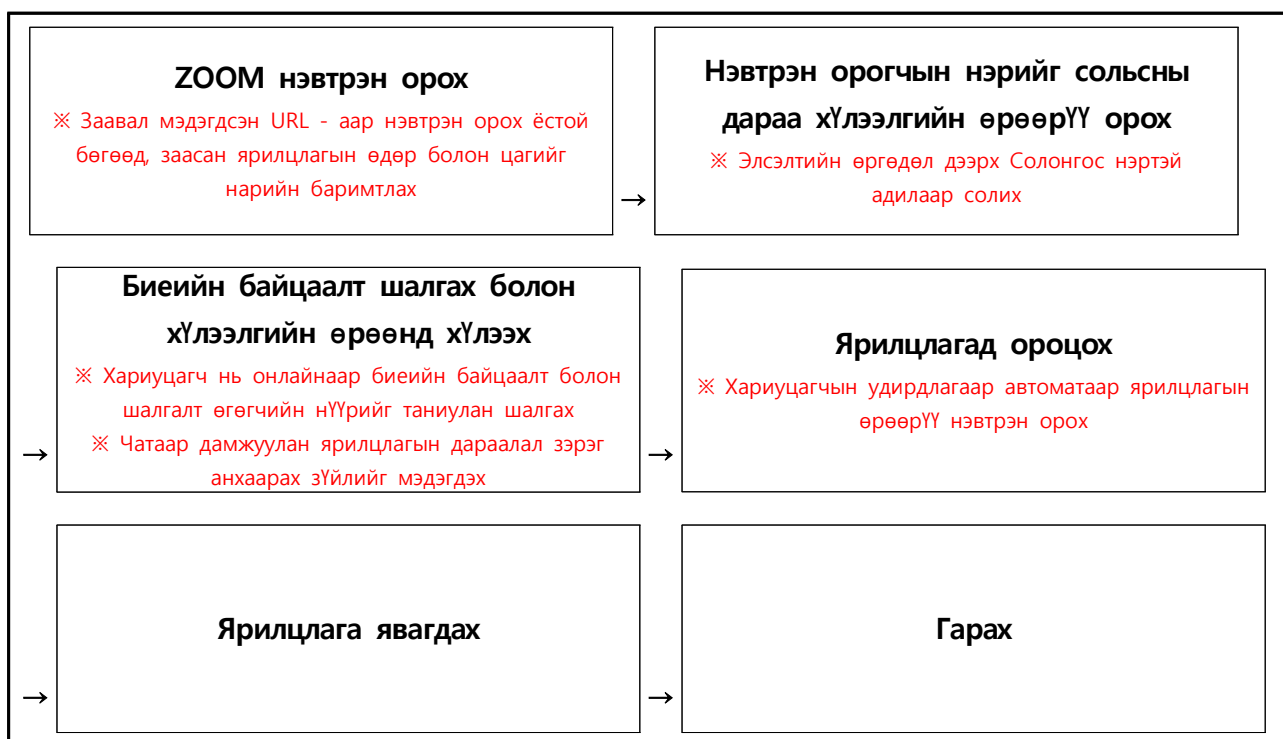 ZOOM нэвтрэн орох
※ Заавал мэдэгдсэн URL - аар нэвтрэн орох ёстой
бөгөөд, заасан ярилцлагын өдөр болон цагийг
нарийн баримтлах
→
Нэвтрэн орогчын нэрийг сольсны
дараа хүлээлгийн өрөөрүү орох
※ Элсэлтийн өргөдөл дээрх Солонгос нэртэй
адилаар солих
→
Биеийн байцаалт шалгах болон
хүлээлгийн өрөөнд хүлээх
※ Хариуцагч нь онлайнаар биеийн байцаалт болон
шалгалт өгөгчийн нүүрийг таниулан шалгах
※ Чатаар дамжуулан ярилцлагын дараалал зэрэг
анхаарах зүйлийг мэдэгдэх
→
Ярилцлагад ороцох
※ Хариуцагчын удирдлагаар автоматаар ярилцлагын
өрөөрүү нэвтрэн орох
→
Ярилцлага явагдах
→
Гарах